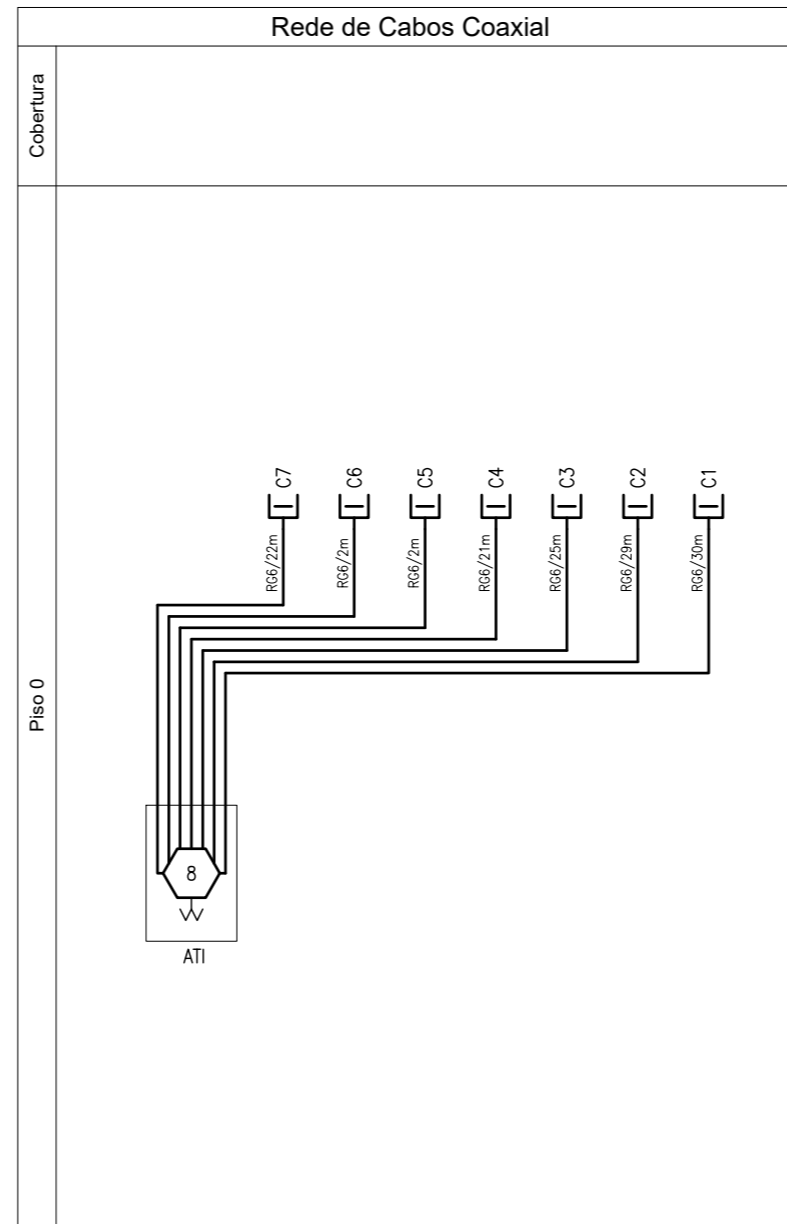 Rede de Cabos Coaxial
Cobertura
Piso 0
C7
C6
C5
C4
C3
C2
C1
RG6/22m
RG6/2m
RG6/2m
RG6/21m
RG6/25m
RG6/29m
RG6/30m
8
ATI